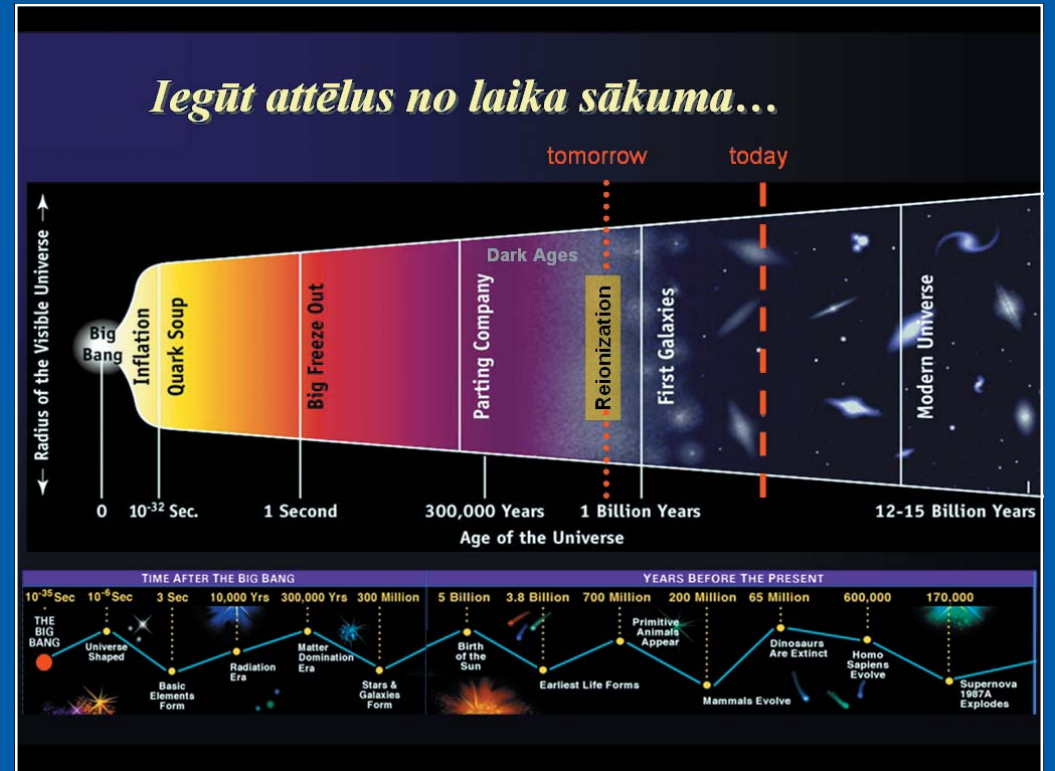 Iegūt attēlus no laika sākuma...
tomorrow
today
← Radius of the Visible Universe →
Big
Bang
Inflation
Quark Soup
Big Freeze Out
Parting Company
Dark Ages
Reionization
First Galaxies
Modern Universe
0
10⁻³² Sec.
1 Second
300,000 Years
1 Billion Years
12-15 Billion Years
Age of the Universe
TIME AFTER THE BIG BANG
YEARS BEFORE THE PRESENT
10⁻³⁵ Sec
10⁻⁶ Sec
3 Sec
10,000 Yrs
300,000 Yrs
300 Million
5 Billion
3.8 Billion
700 Million
200 Million
65 Million
600,000
170,000
THE
BIG
BANG
Universe
Shaped
Basic
Elements
Form
Radiation
Era
Matter
Domination
Era
Stars &
Galaxies
Form
Birth
of the
Sun
Earliest Life Forms
Primitive
Animals
Appear
Mammals Evolve
Dinosaurs
Are Extinct
Homo
Sapiens
Evolve
Supernova
1987A
Explodes